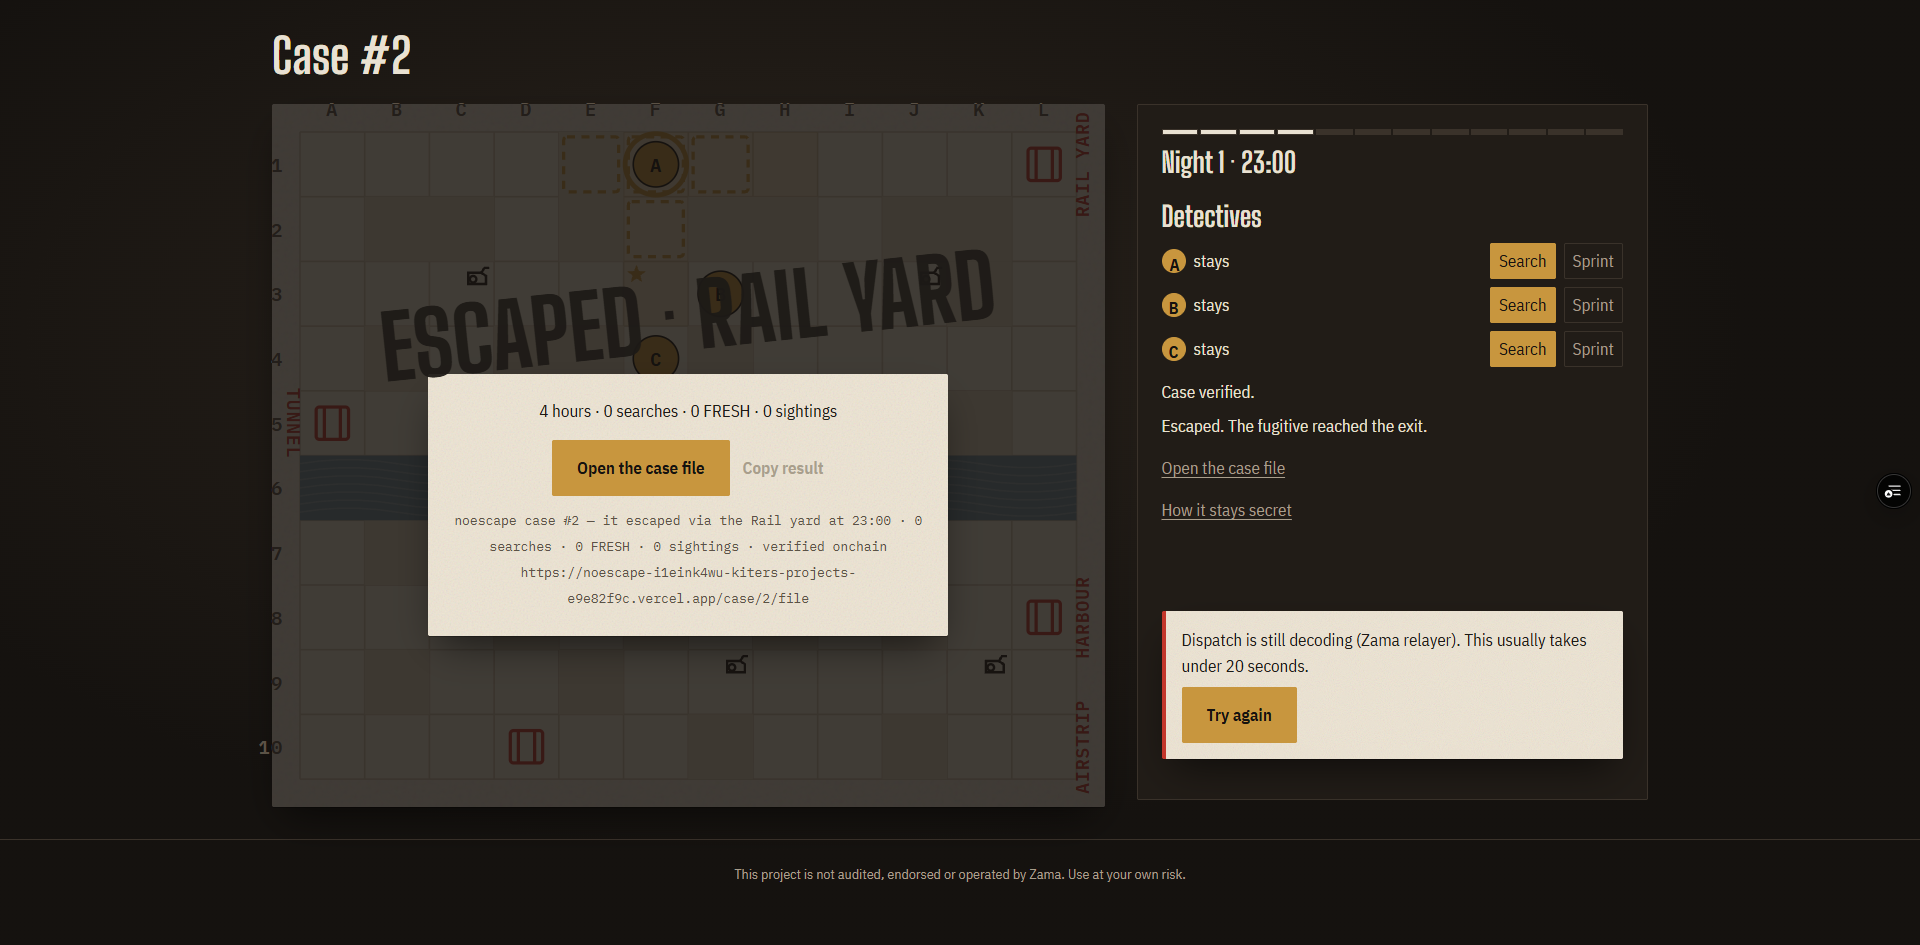 Case #2
A B C D E F G H I J K L
1
2
3
4
5
6
7
8
9
10
RAIL YARD
TUNNEL
HARBOUR
AIRSTRIP
A
C
ESCAPED · RAIL YARD
4 hours · 0 searches · 0 FRESH · 0 sightings
Open the case file
Copy result
noescape case #2 — it escaped via the Rail yard at 23:00 · 0
searches · 0 FRESH · 0 sightings · verified onchain
https://noescape-i1eink4wu-kiters-projects-
e9e82f9c.vercel.app/case/2/file
Night 1 · 23:00
Detectives
A stays Search Sprint
B stays Search Sprint
C stays Search Sprint
Case verified.
Escaped. The fugitive reached the exit.
Open the case file
How it stays secret
Dispatch is still decoding (Zama relayer). This usually takes
under 20 seconds.
Try again
This project is not audited, endorsed or operated by Zama. Use at your own risk.